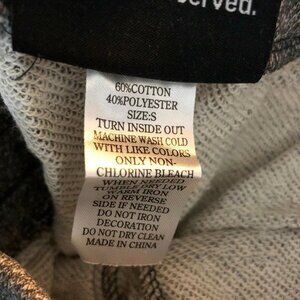 served.
60%COTTON
40%POLYESTER
SIZE:S
TURN INSIDE OUT
MACHINE WASH COLD
WITH LIKE COLORS
ONLY NON-
CHLORINE BLEACH
WHEN NEEDED
TUMBLE DRY LOW
WARM IRON
ON REVERSE
SIDE IF NEEDED
DO NOT IRON
DECORATION
DO NOT DRY CLEAN
MADE IN CHINA